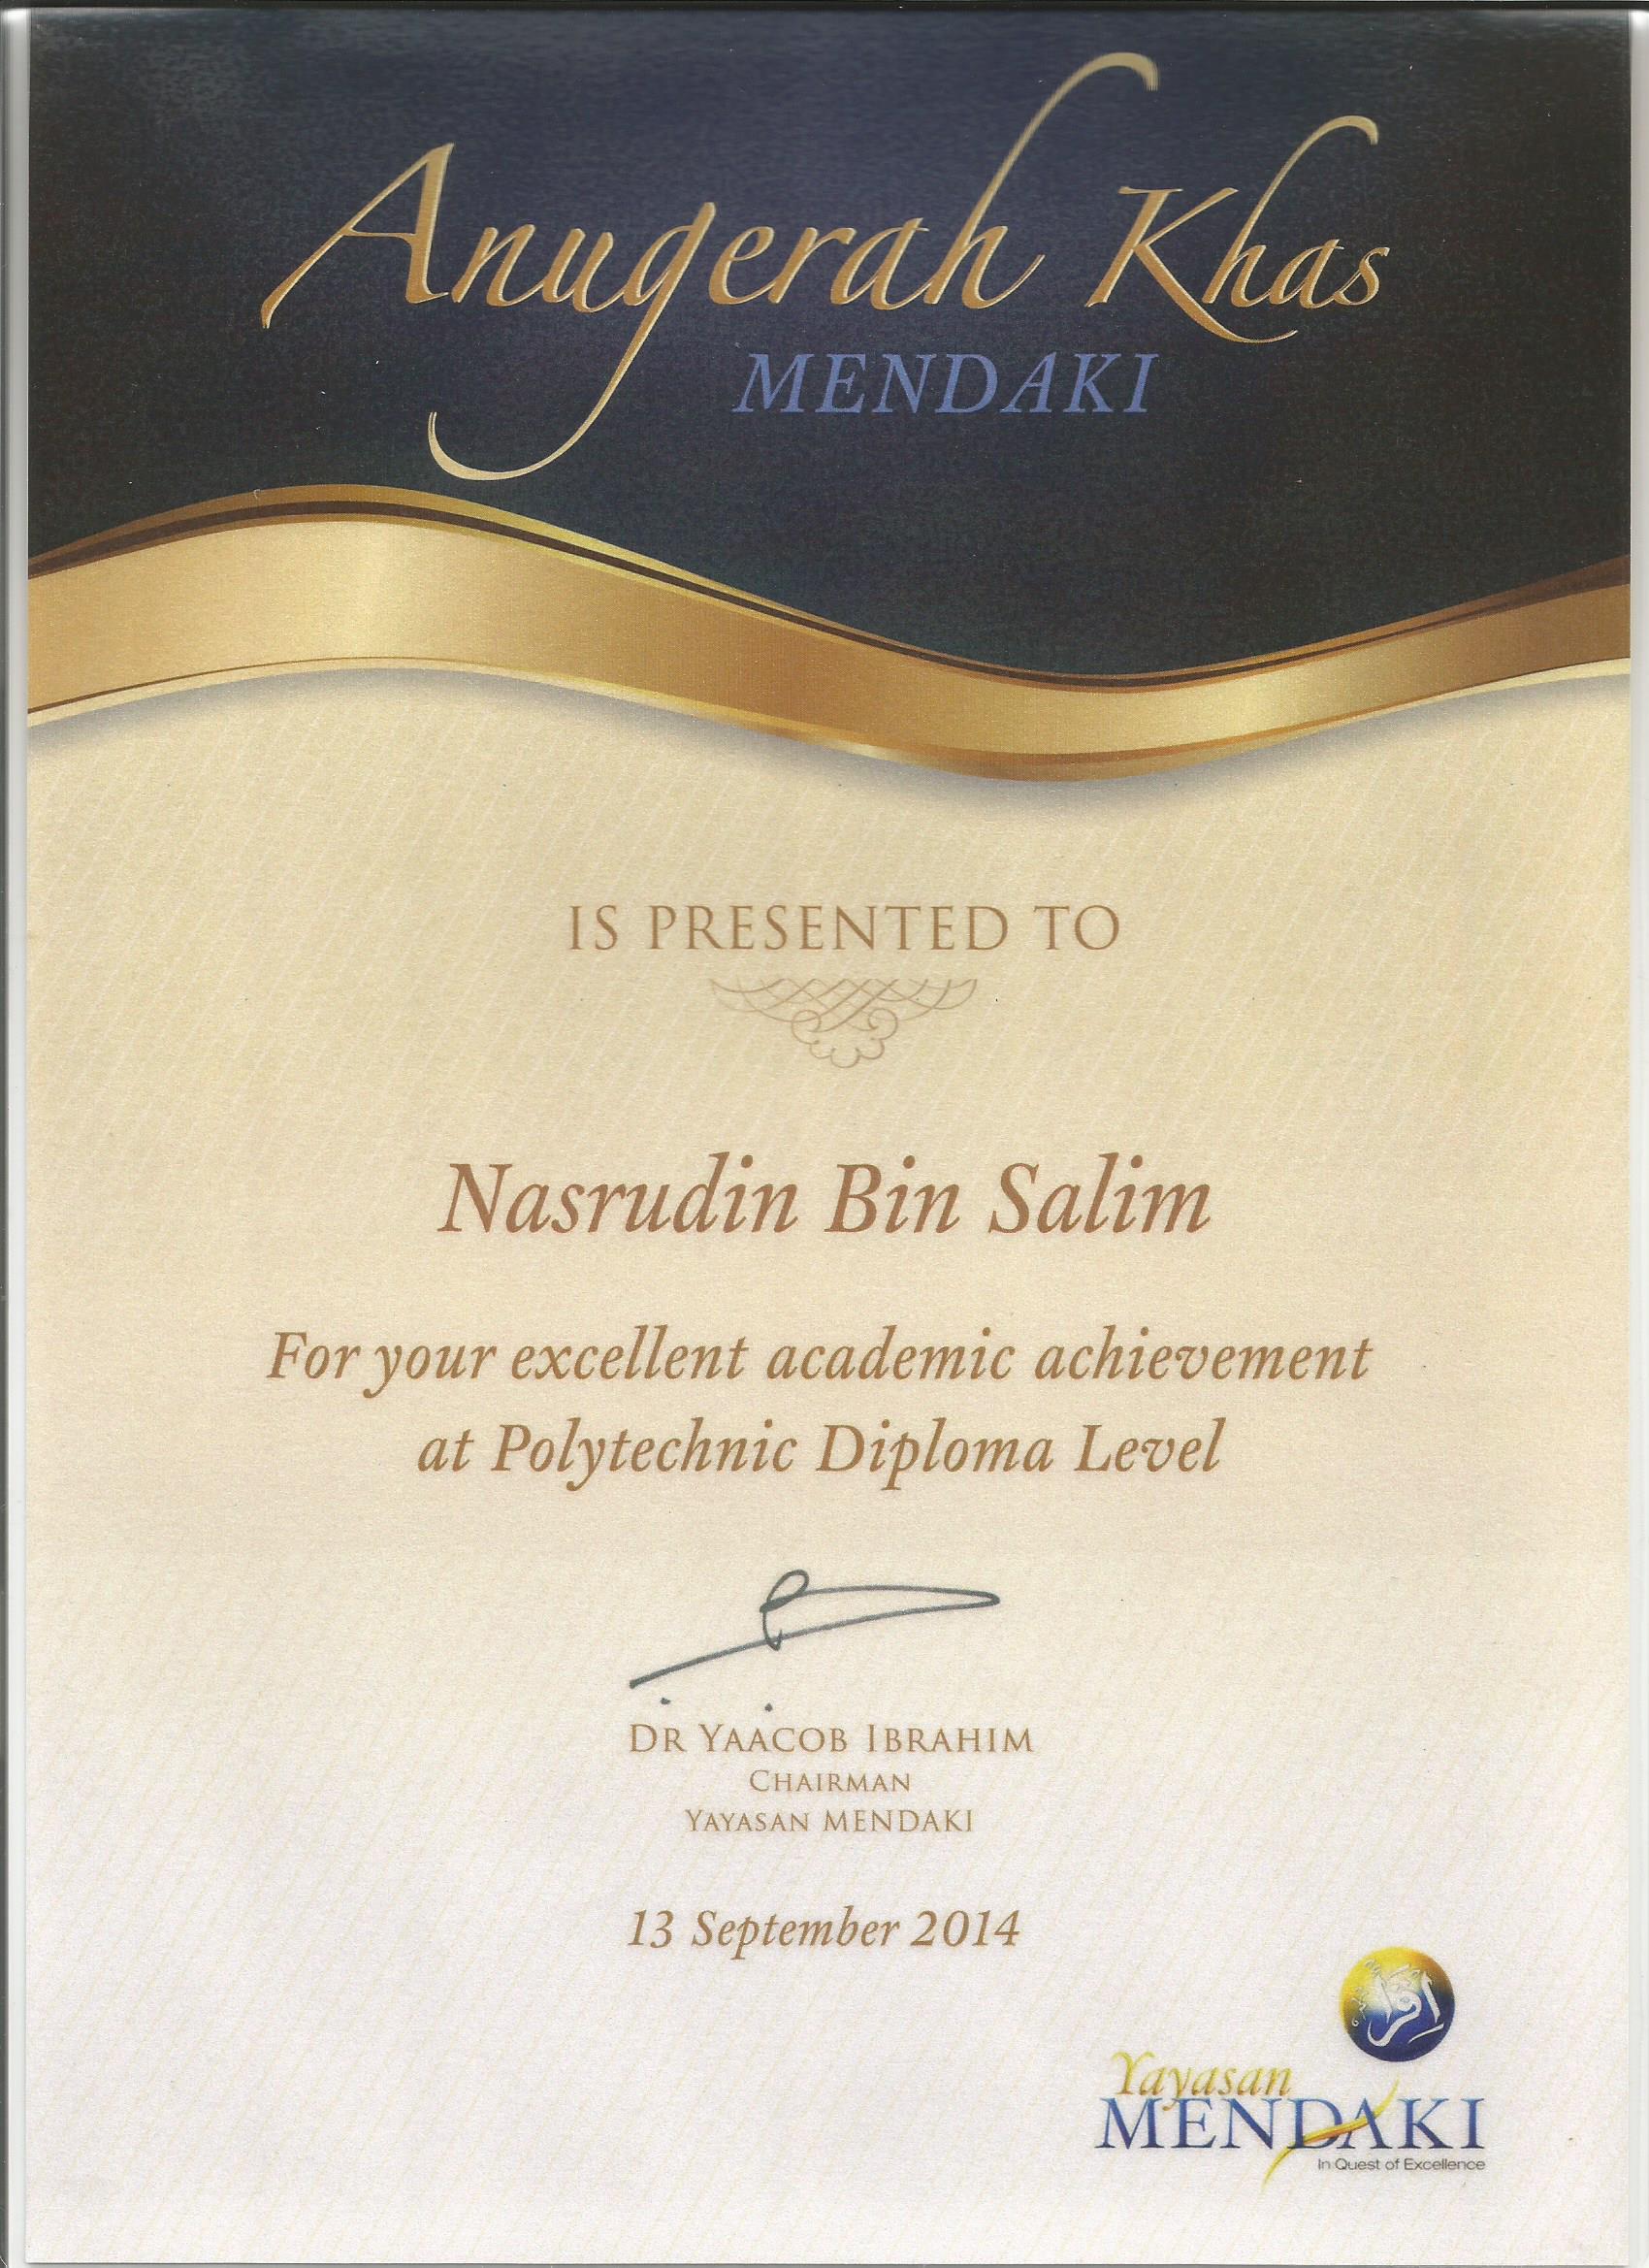 Anugerah Khas
MENDAKI
IS PRESENTED TO
Nasrudin Bin Salim
For your excellent academic achievement
at Polytechnic Diploma Level
DR YAACOB IBRAHIM
CHAIRMAN
YAYASAN MENDAKI
13 September 2014
اقرأ
Yayasan
MENDAKI
In Quest of Excellence